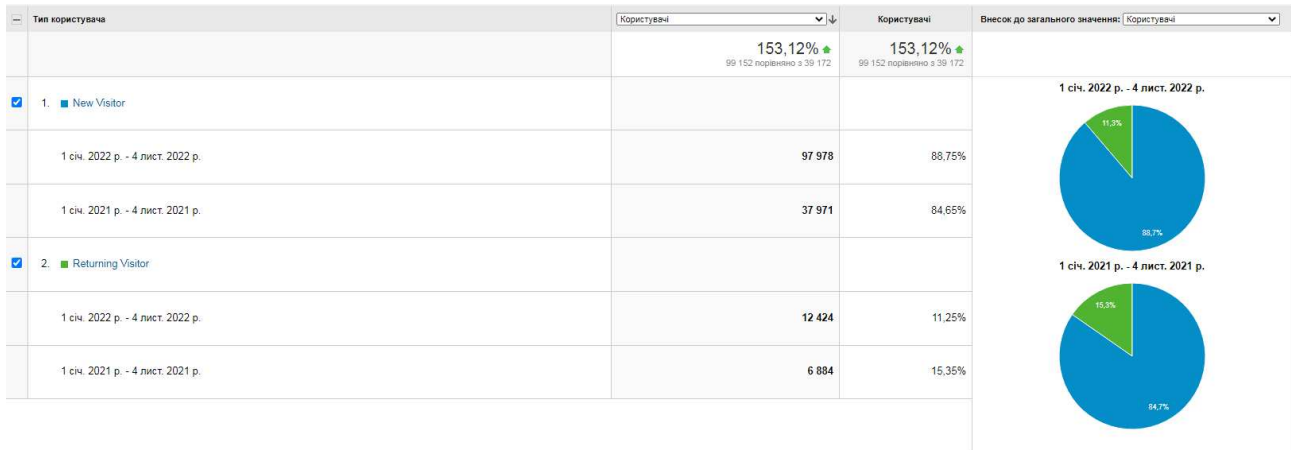 Тип користувача
Користувачі
Користувачі
Внесок до загального значення: Користувачі
153,12%
99 152 порівняно з 39 172
153,12%
99 152 порівняно з 39 172
1. New Visitor
1 січ. 2022 р. - 4 лист. 2022 р.
97 978
88,75%
1 січ. 2021 р. - 4 лист. 2021 р.
37 971
84,65%
2. Returning Visitor
1 січ. 2022 р. - 4 лист. 2022 р.
12 424
11,25%
1 січ. 2021 р. - 4 лист. 2021 р.
6 884
15,35%
1 січ. 2022 р. - 4 лист. 2022 р.
11,3%
88,7%
1 січ. 2021 р. - 4 лист. 2021 р.
15,3%
84,7%